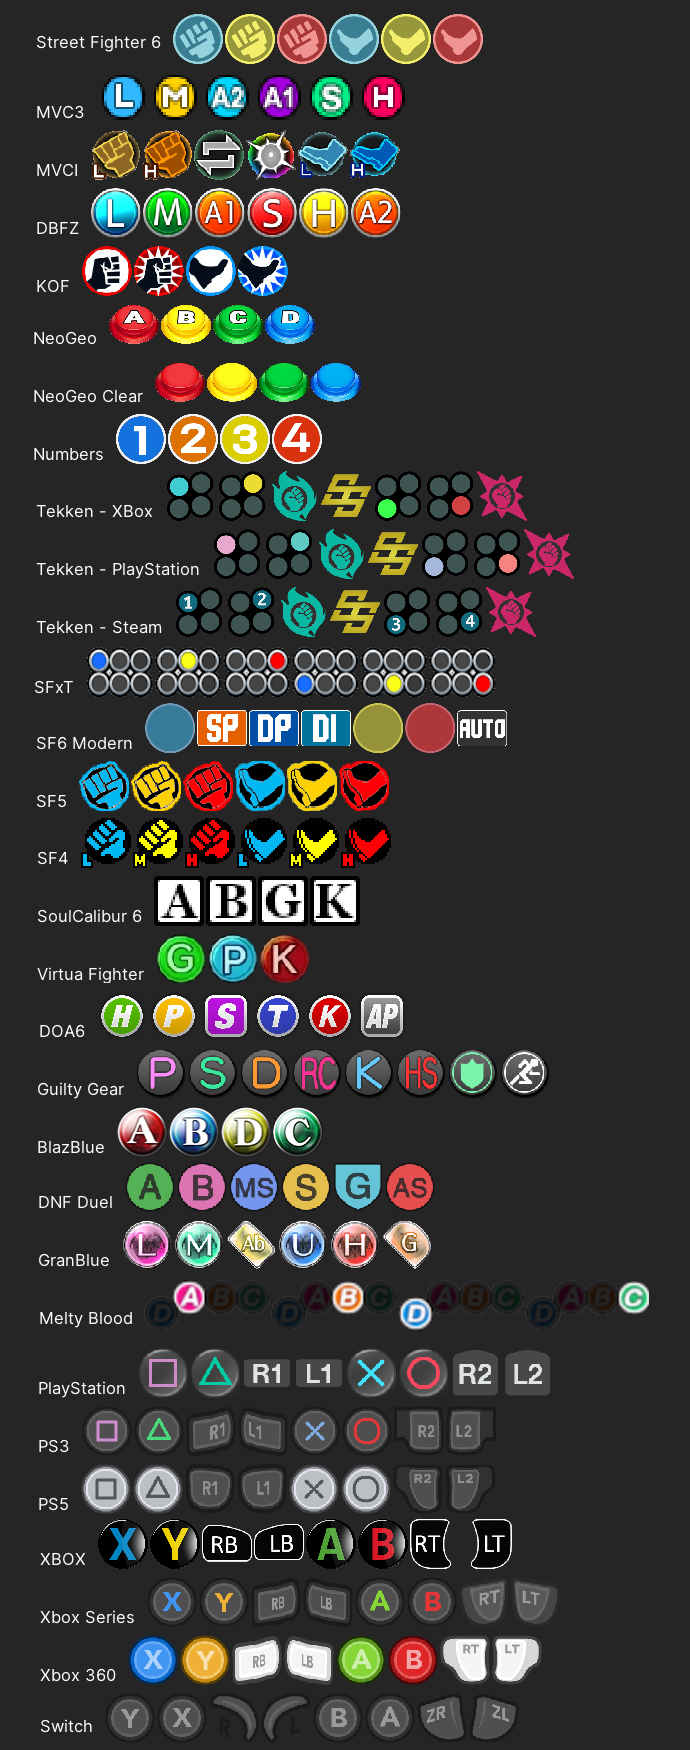 Street Fighter 6
MVC3 L M A2 A1 S H
MVCI L H L H
DBFZ L M A1 S H A2
KOF
NeoGeo A B C D
NeoGeo Clear
Numbers 1 2 3 4
Tekken - XBox SS
Tekken - PlayStation SS
Tekken - Steam 1 2 SS 3 4
SFxT
SF6 Modern SP DP DI AUTO
SF5
SF4 L M H L M H
SoulCalibur 6 A B G K
Virtua Fighter G P K
DOA6 H P S T K AP
Guilty Gear P S D RC K HS
BlazBlue A B D C
DNF Duel A B MS S G AS
GranBlue L M Ab U H G
Melty Blood D A B C D A B C D A B C D A B C
PlayStation R1 L1 R2 L2
PS3 R1 L1 R2 L2
PS5 R1 L1 R2 L2
XBOX X Y RB LB A B RT LT
Xbox Series X Y RB LB A B RT LT
Xbox 360 X Y RB LB A B RT LT
Switch Y X R L B A ZR ZL